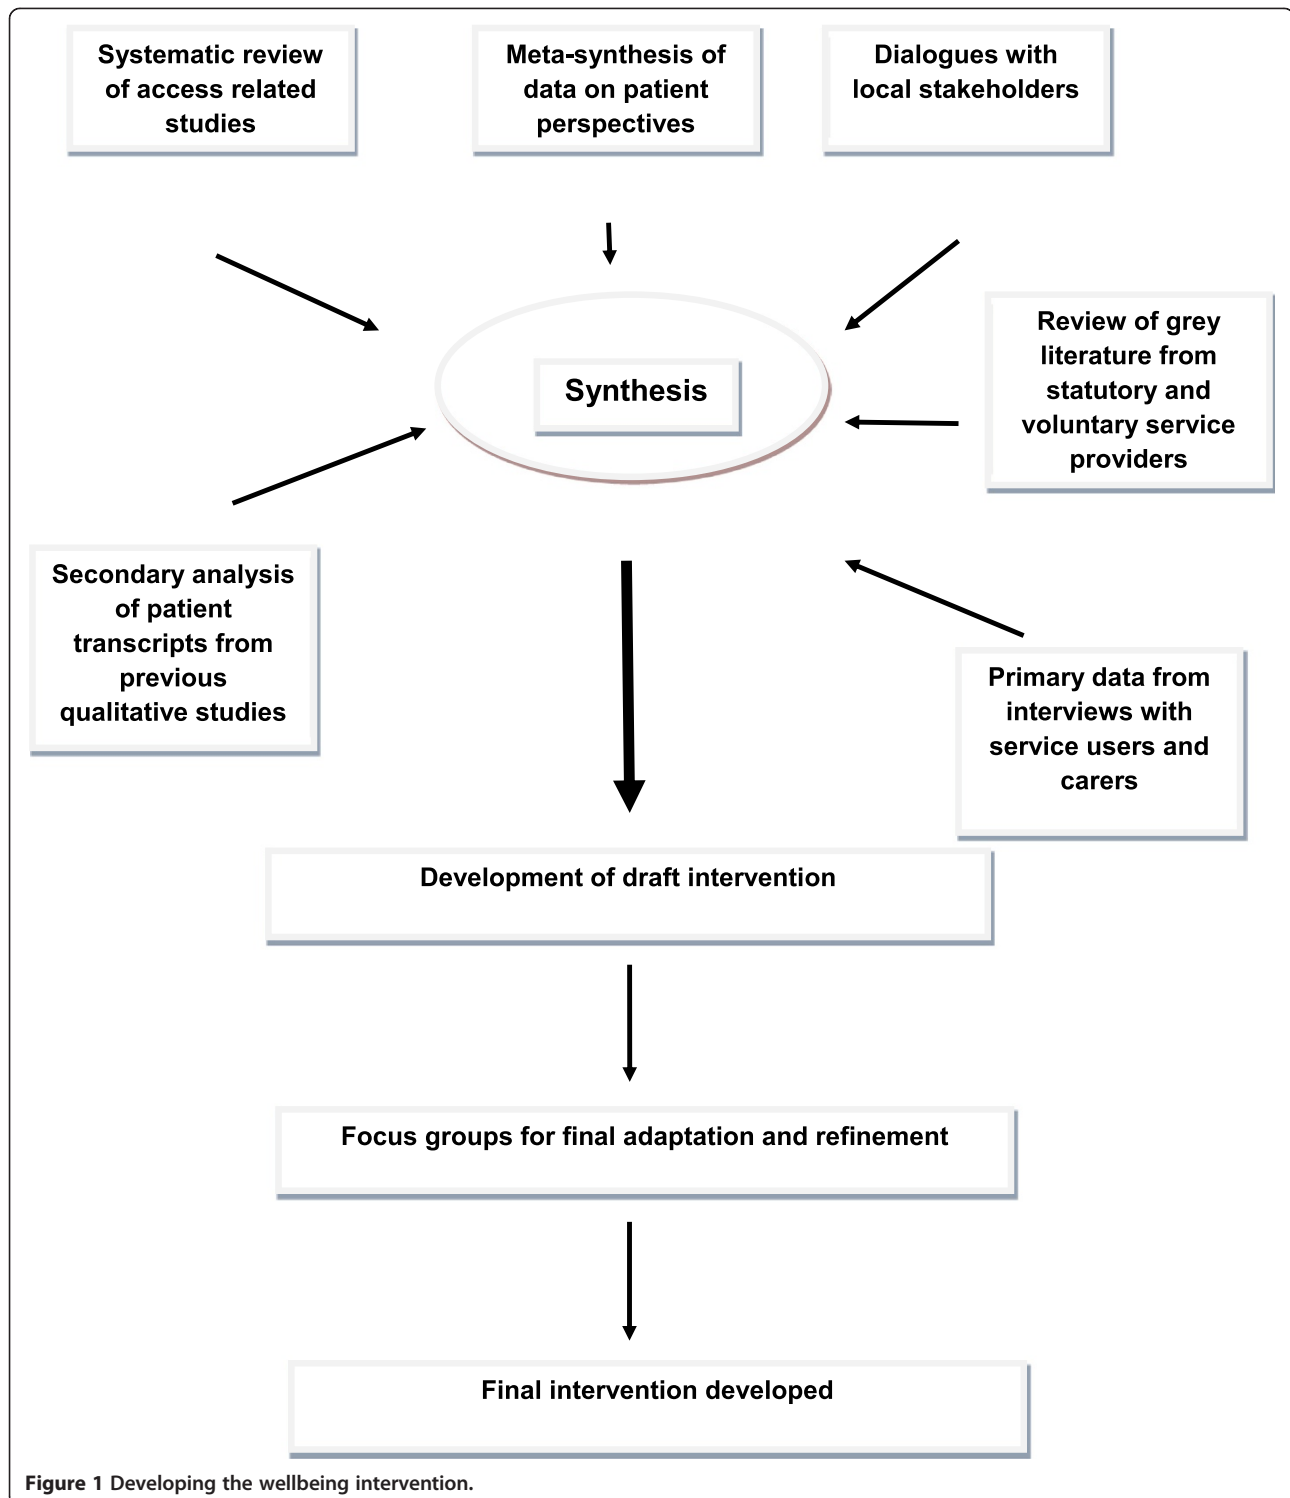 Systematic review
of access related
studies
Meta-synthesis of
data on patient
perspectives
Dialogues with
local stakeholders
Synthesis
Review of grey
literature from
statutory and
voluntary service
providers
Secondary analysis
of patient
transcripts from
previous
qualitative studies
Primary data from
interviews with
service users and
carers
Development of draft intervention
Focus groups for final adaptation and refinement
Final intervention developed
Figure 1 Developing the wellbeing intervention.